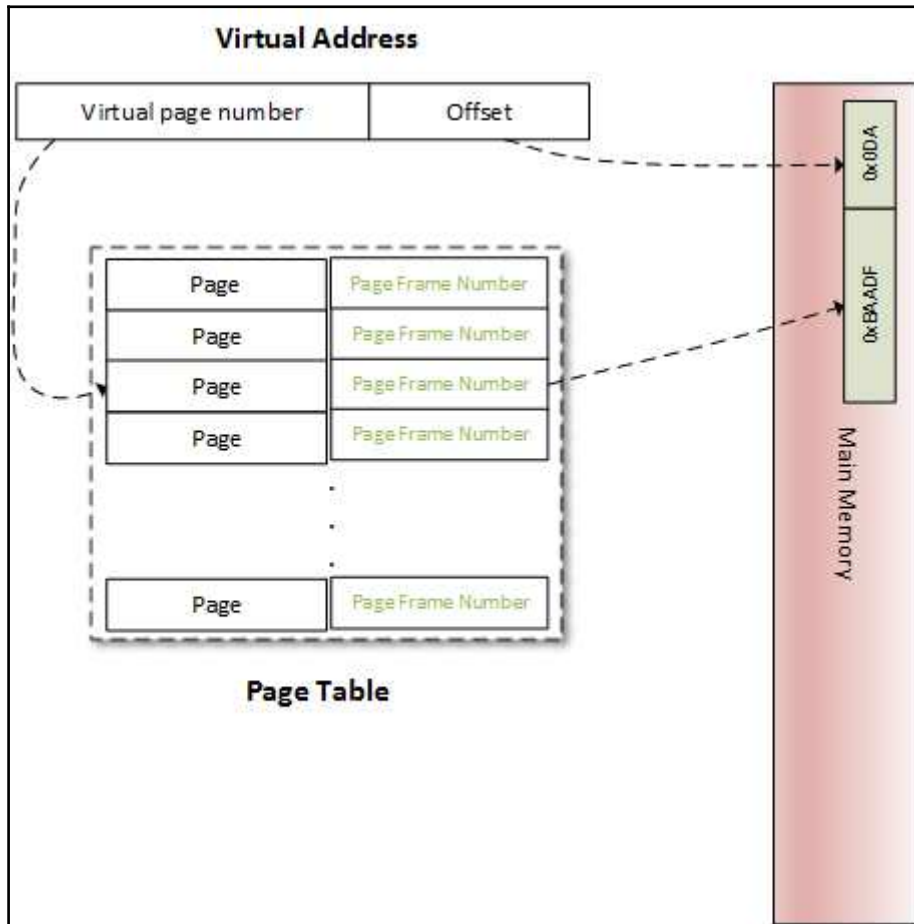 Virtual Address
Virtual page number
Offset
0x0DA
0xBAADF
Page
Page Frame Number
Page
Page Frame Number
Page
Page Frame Number
Page
Page Frame Number
.
.
.
Page
Page Frame Number
Main Memory
Page Table